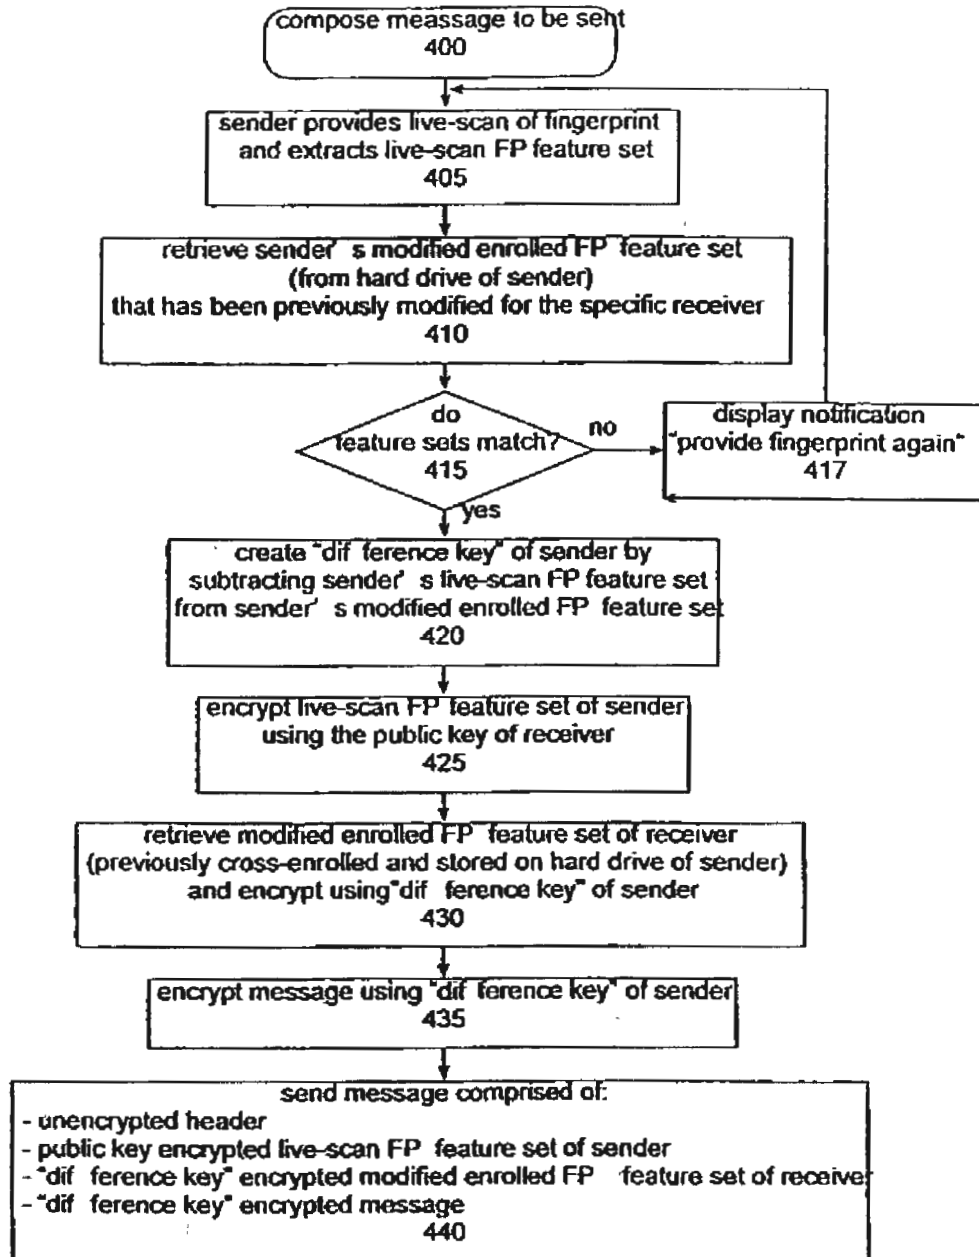 compose meassage to be sent
400
sender provides live-scan of fingerprint
and extracts live-scan FP feature set
405
retrieve sender's modified enrolled FP feature set
(from hard drive of sender)
that has been previously modified for the specific receiver
410
do
feature sets match?
415
no
display notification
"provide fingerprint again"
417
yes
create "dif ference key" of sender by
subtracting sender's live-scan FP feature set
from sender's modified enrolled FP feature set
420
encrypt live-scan FP feature set of sender
using the public key of receiver
425
retrieve modified enrolled FP feature set of receiver
(previously cross-enrolled and stored on hard drive of sender)
and encrypt using "dif ference key" of sender
430
encrypt message using "dif ference key" of sender
435
send message comprised of:
- unencrypted header
- public key encrypted live-scan FP feature set of sender
- "dif ference key" encrypted modified enrolled FP feature set of receiver
- "dif ference key" encrypted message
440